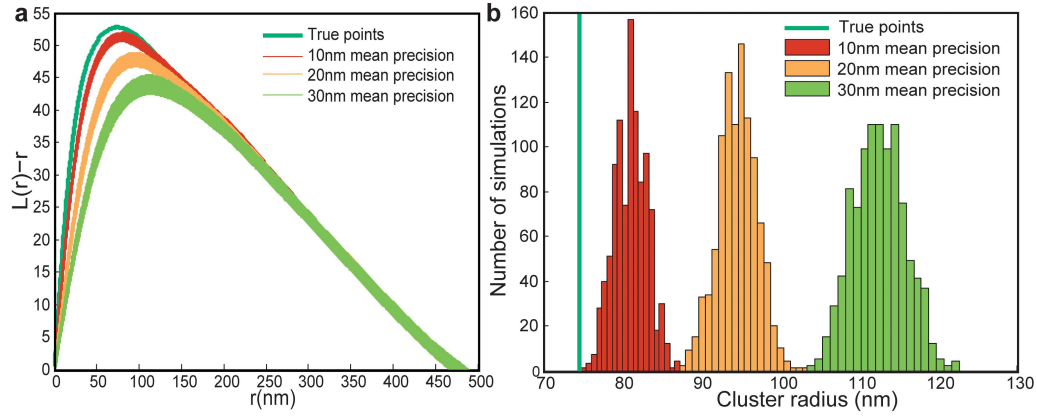 a
L(r)−r
55
50
45
40
35
30
25
20
15
10
5
0
True points
10nm mean precision
20nm mean precision
30nm mean precision
0 50 100 150 200 250 300 350 400 450 500
r(nm)
b
Number of simulations
160
140
120
100
80
60
40
20
0
True points
10nm mean precision
20nm mean precision
30nm mean precision
70 80 90 100 110 120 130
Cluster radius (nm)